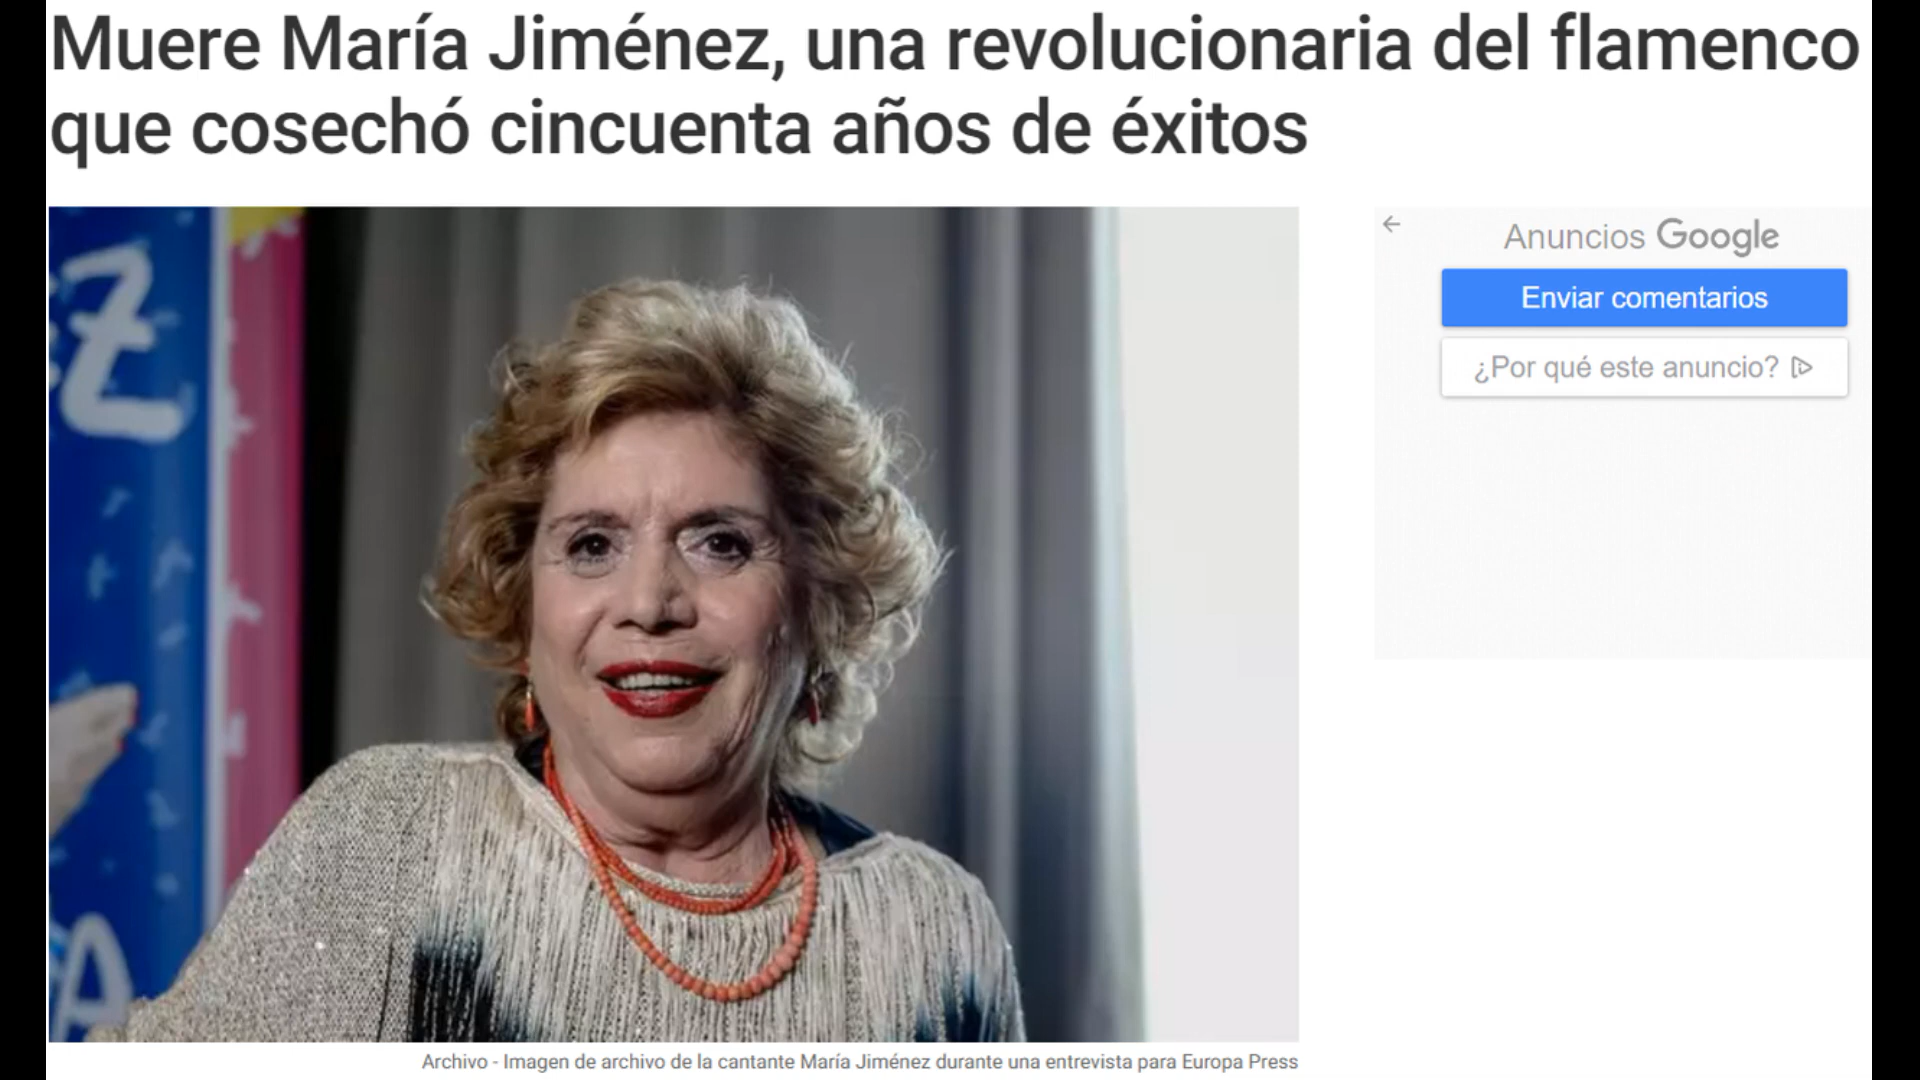 Muere María Jiménez, una revolucionaria del flamenco
que cosechó cincuenta años de éxitos
Z
A
Anuncios Google
Enviar comentarios
¿Por qué este anuncio?
Archivo - Imagen de archivo de la cantante María Jiménez durante una entrevista para Europa Press